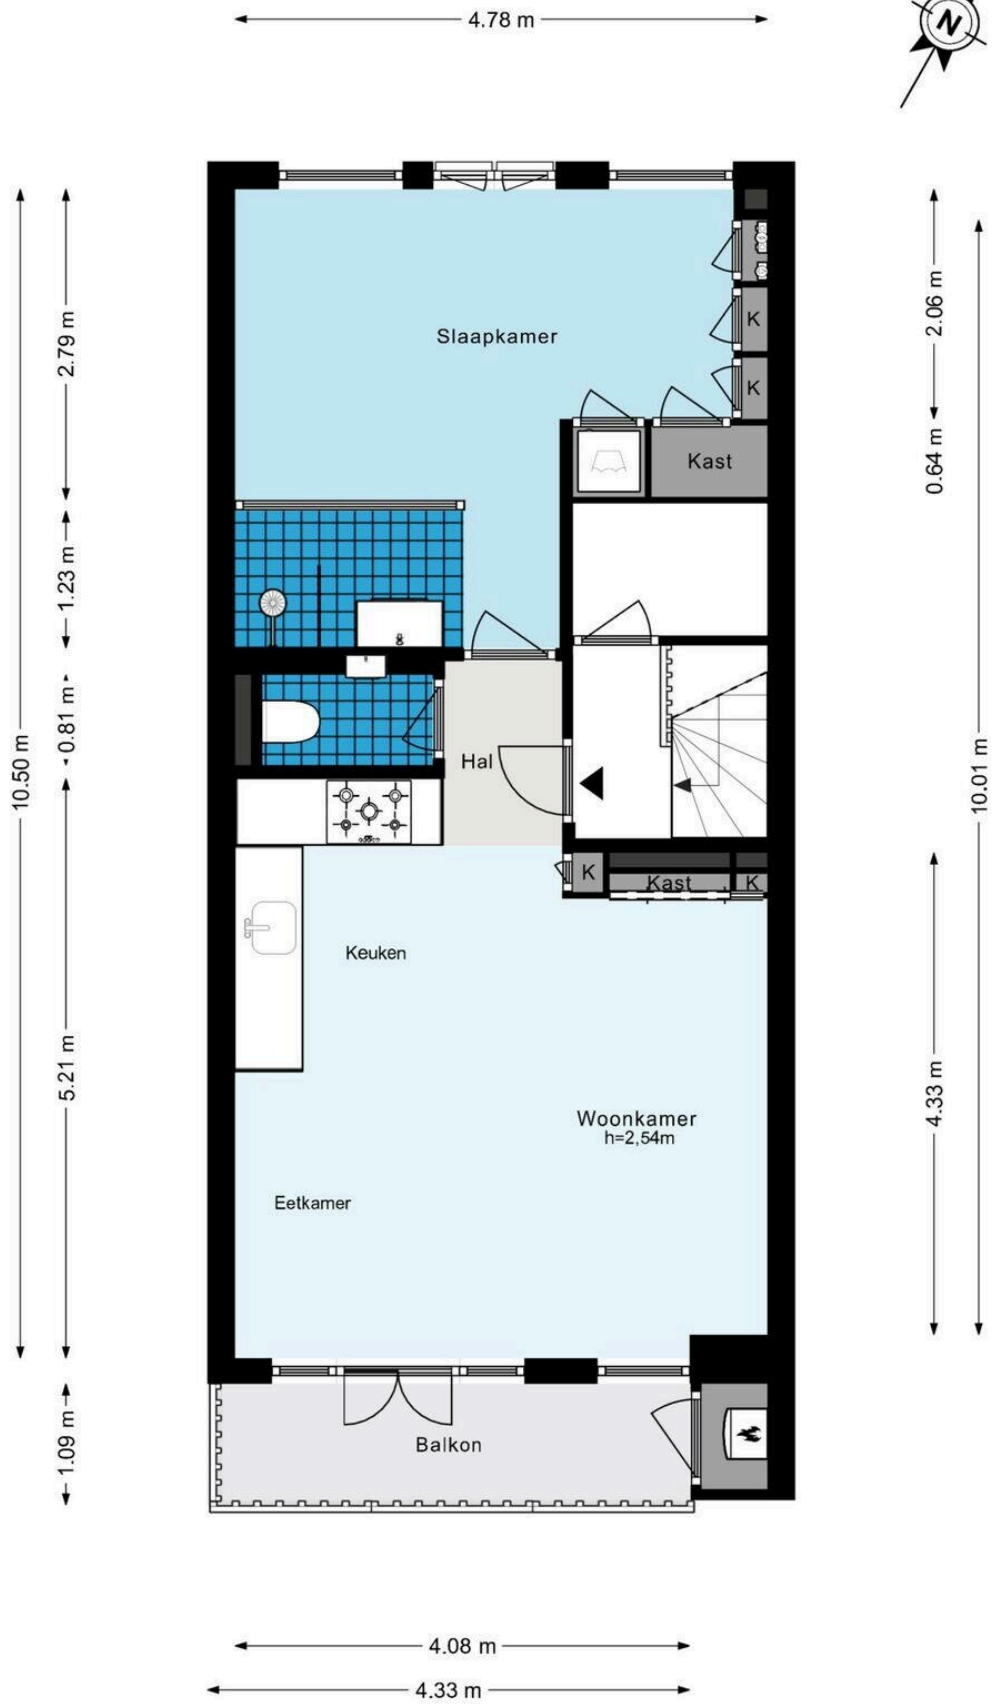 4.78 m
N
2.79 m
2.06 m
Slaapkamer
K
K
0.64 m
Kast
1.23 m
0.81 m
10.50 m
Hal
10.01 m
K
Kast
K
Keuken
5.21 m
4.33 m
Woonkamer
h=2,54m
Eetkamer
1.09 m
Balkon
4.08 m
4.33 m